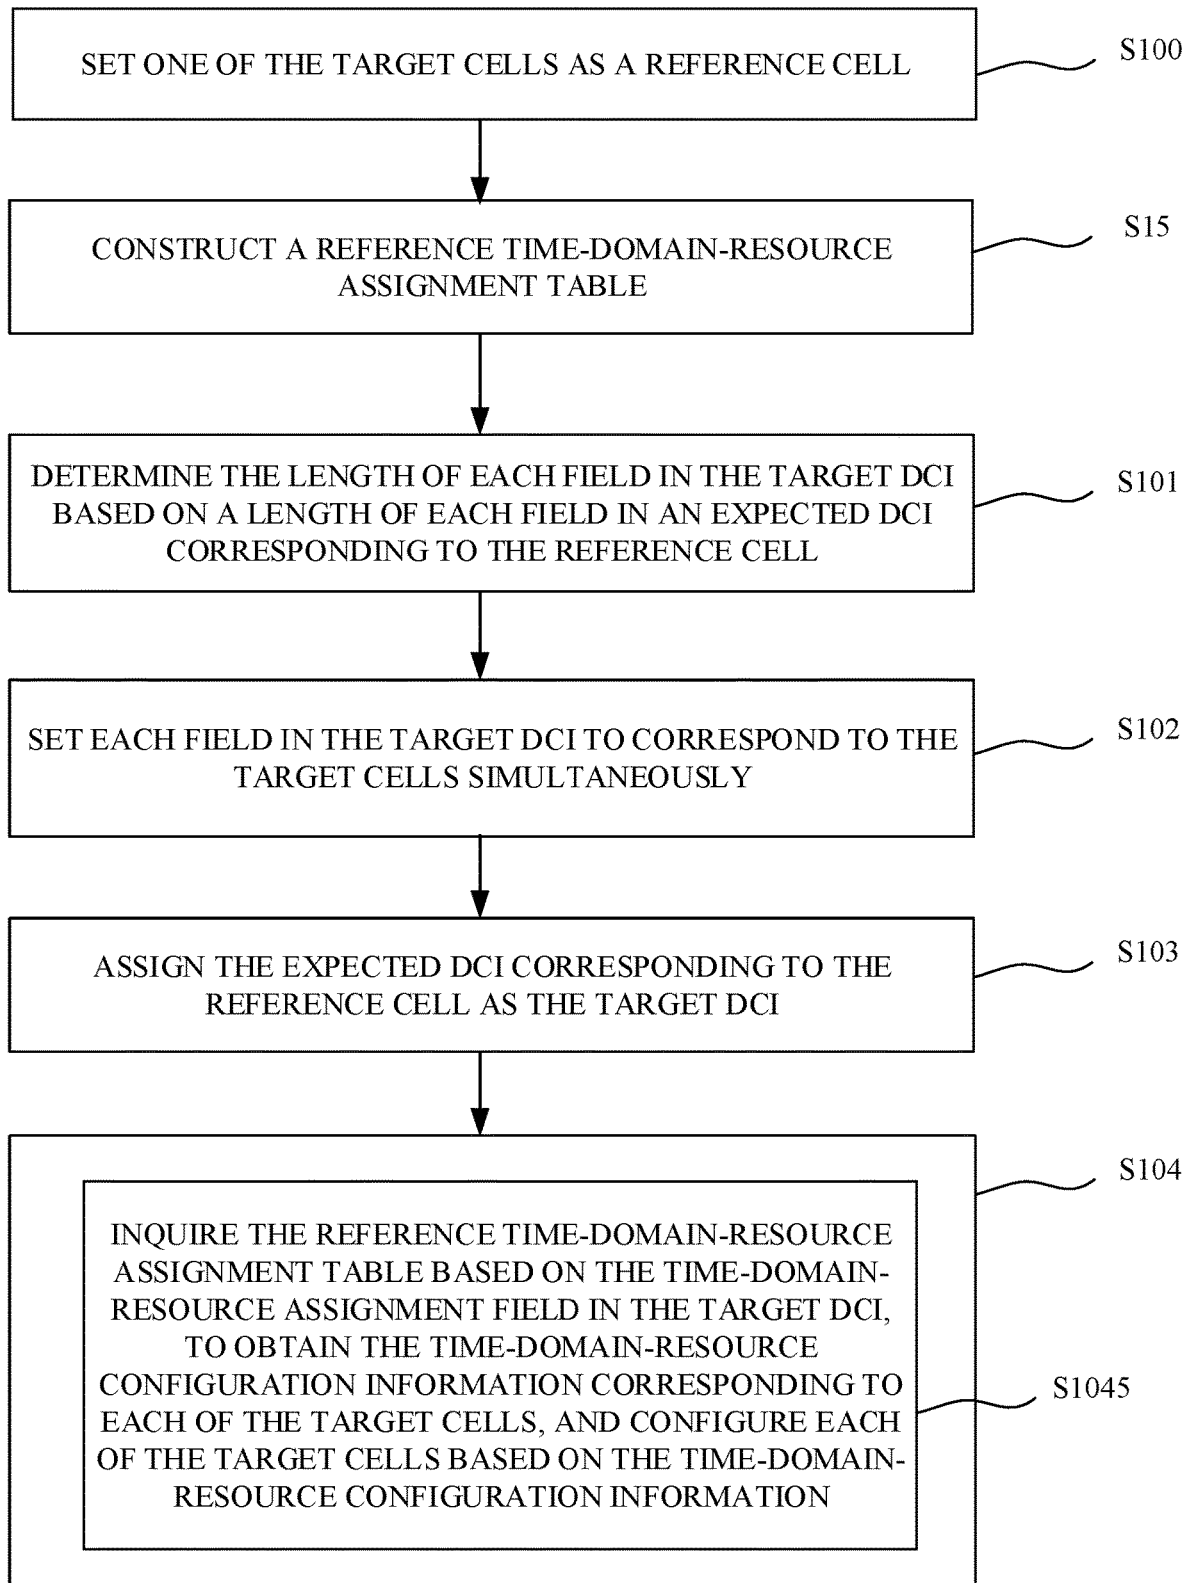 SET ONE OF THE TARGET CELLS AS A REFERENCE CELL
S100
CONSTRUCT A REFERENCE TIME-DOMAIN-RESOURCE
ASSIGNMENT TABLE
S15
DETERMINE THE LENGTH OF EACH FIELD IN THE TARGET DCI
BASED ON A LENGTH OF EACH FIELD IN AN EXPECTED DCI
CORRESPONDING TO THE REFERENCE CELL
S101
SET EACH FIELD IN THE TARGET DCI TO CORRESPOND TO THE
TARGET CELLS SIMULTANEOUSLY
S102
ASSIGN THE EXPECTED DCI CORRESPONDING TO THE
REFERENCE CELL AS THE TARGET DCI
S103
S104
INQUIRE THE REFERENCE TIME-DOMAIN-RESOURCE
ASSIGNMENT TABLE BASED ON THE TIME-DOMAIN-
RESOURCE ASSIGNMENT FIELD IN THE TARGET DCI,
TO OBTAIN THE TIME-DOMAIN-RESOURCE
CONFIGURATION INFORMATION CORRESPONDING TO
EACH OF THE TARGET CELLS, AND CONFIGURE EACH
OF THE TARGET CELLS BASED ON THE TIME-DOMAIN-
RESOURCE CONFIGURATION INFORMATION
S1045